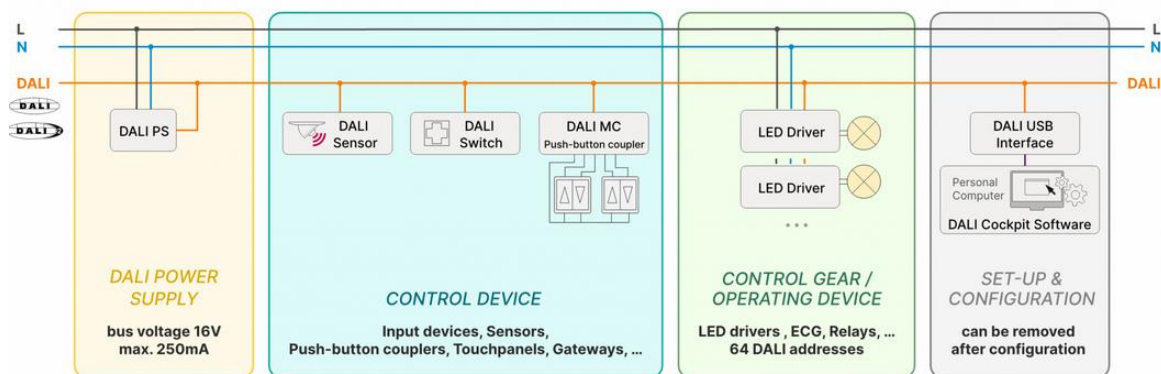 L
L
N
N
DALI
DALI
DALI
DALI
DALI PS
DALI
Sensor
DALI
Switch
DALI MC
Push-button coupler
LED Driver
LED Driver
...
DALI USB
Interface
Personal
Computer
DALI Cockpit Software
DALI POWER
SUPPLY
bus voltage 16V
max. 250mA
CONTROL DEVICE
Input devices, Sensors,
Push-button couplers, Touchpanels, Gateways, ...
CONTROL GEAR /
OPERATING DEVICE
LED drivers , ECG, Relays, ...
64 DALI addresses
SET-UP &
CONFIGURATION
can be removed
after configuration